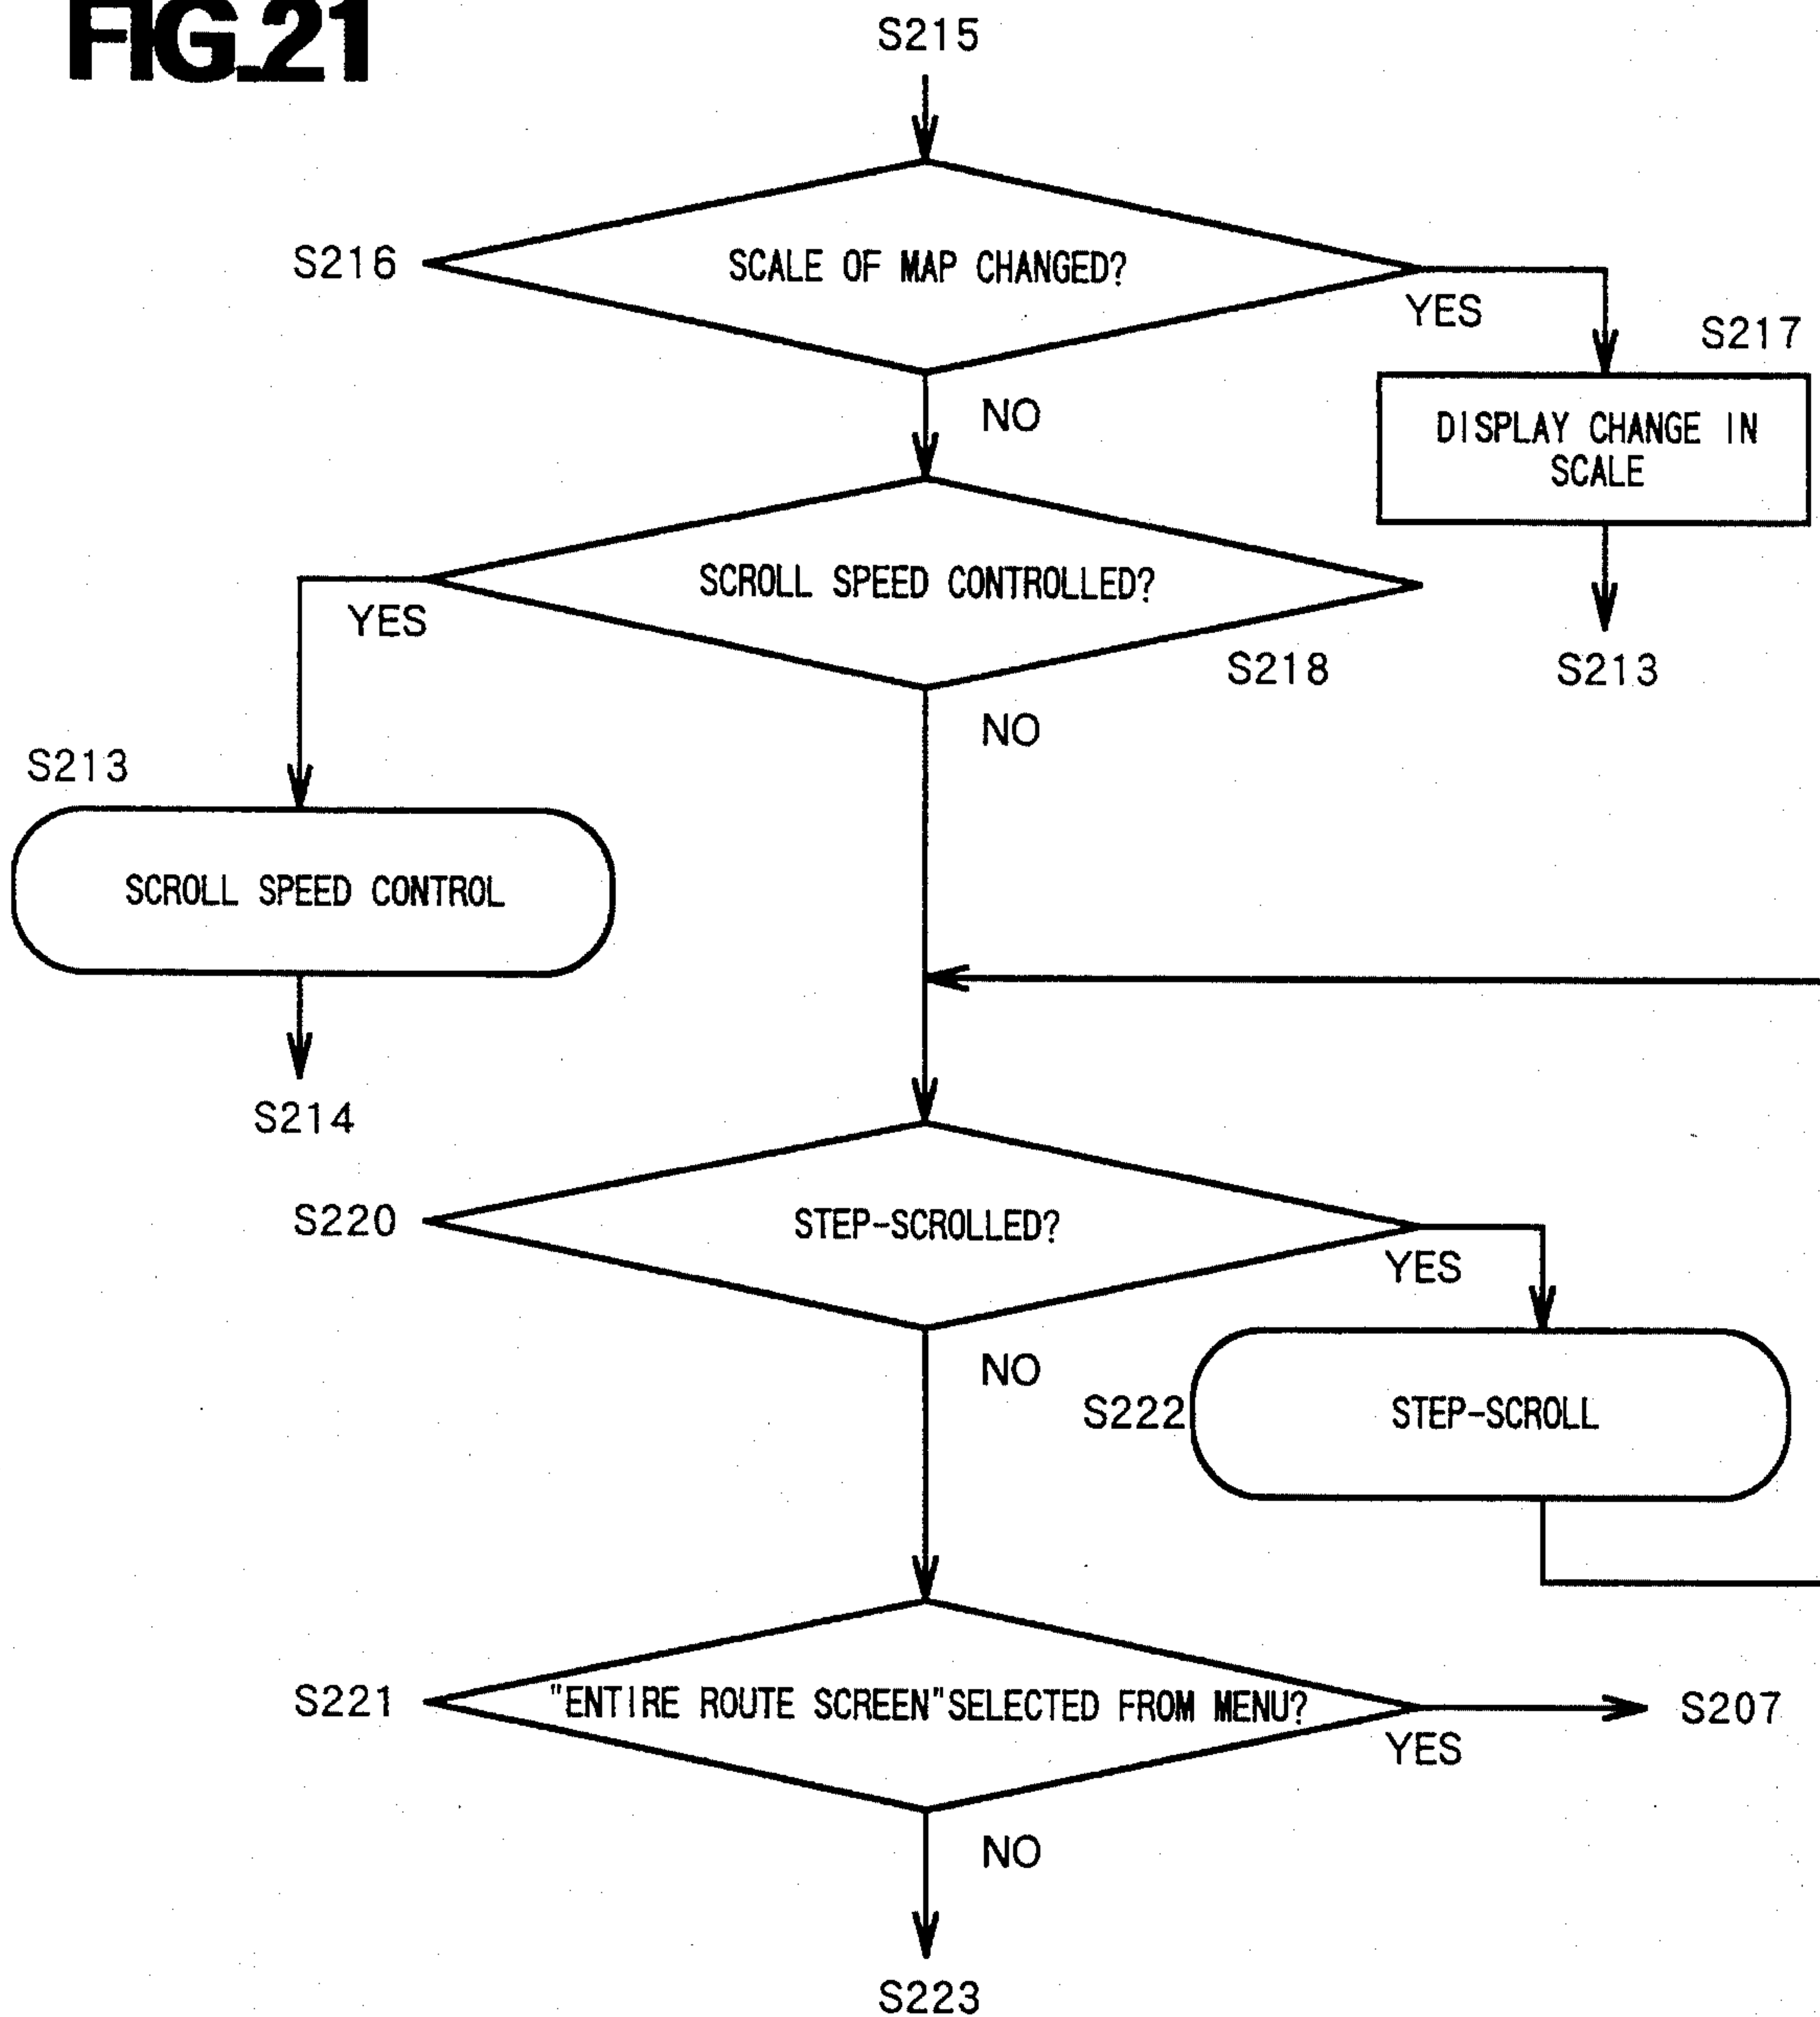 FIG.21
S215
S216
SCALE OF MAP CHANGED?
YES
S217
NO
DISPLAY CHANGE IN
SCALE
SCROLL SPEED CONTROLLED?
YES
S218
S213
NO
S213
SCROLL SPEED CONTROL
S214
S220
STEP-SCROLLED?
YES
NO
S222
STEP-SCROLL
S221
"ENTIRE ROUTE SCREEN"SELECTED FROM MENU?
S207
YES
NO
S223